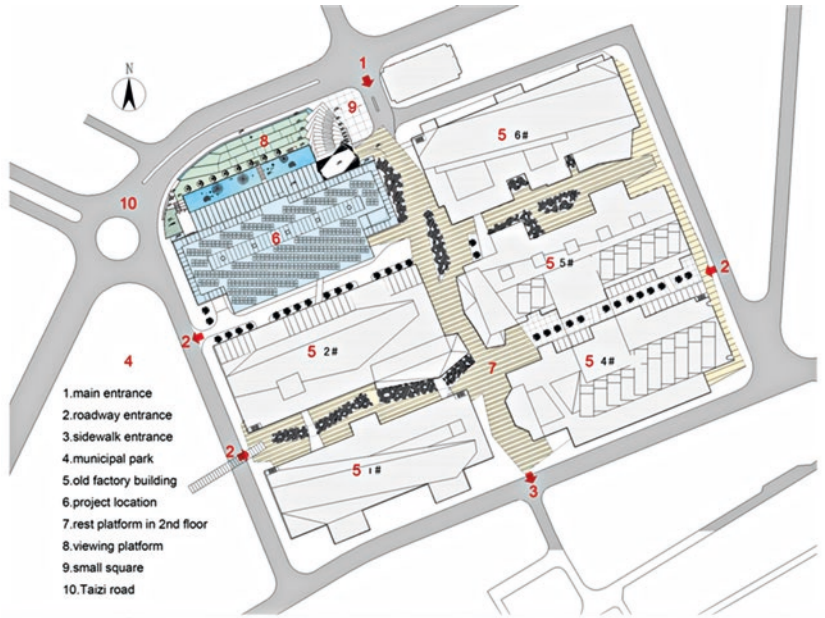 N
1
9
8
5 6#
10
6
5 5#
2
2
5 2#
4
5 4#
7
1.main entrance
2.roadway entrance
3.sidewalk entrance
2
4.municipal park
5 1#
5.old factory building
3
6.project location
7.rest platform in 2nd floor
8.viewing platform
9.small square
10.Taizi road